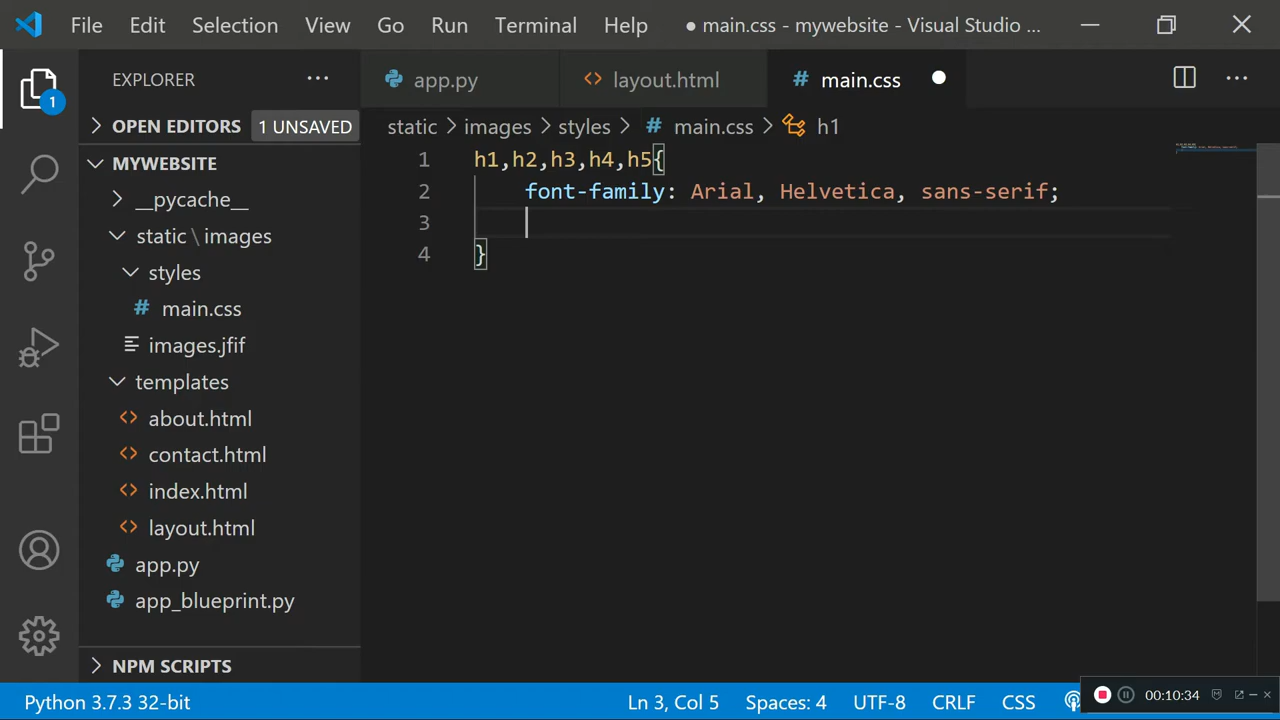 File Edit Selection View Go Run Terminal Help ● main.css - mywebsite - Visual Studio ...
EXPLORER
app.py
layout.html
# main.css
1
OPEN EDITORS 1 UNSAVED
static > images > styles > # main.css > h1
MYWEBSITE
__pycache__
static \ images
styles
# main.css
images.jfif
templates
<> about.html
<> contact.html
<> index.html
<> layout.html
app.py
app_blueprint.py
NPM SCRIPTS
1 h1,h2,h3,h4,h5{
2 font-family: Arial, Helvetica, sans-serif;
3
4 }
Python 3.7.3 32-bit Ln 3, Col 5 Spaces: 4 UTF-8 CRLF CSS
00:10:34